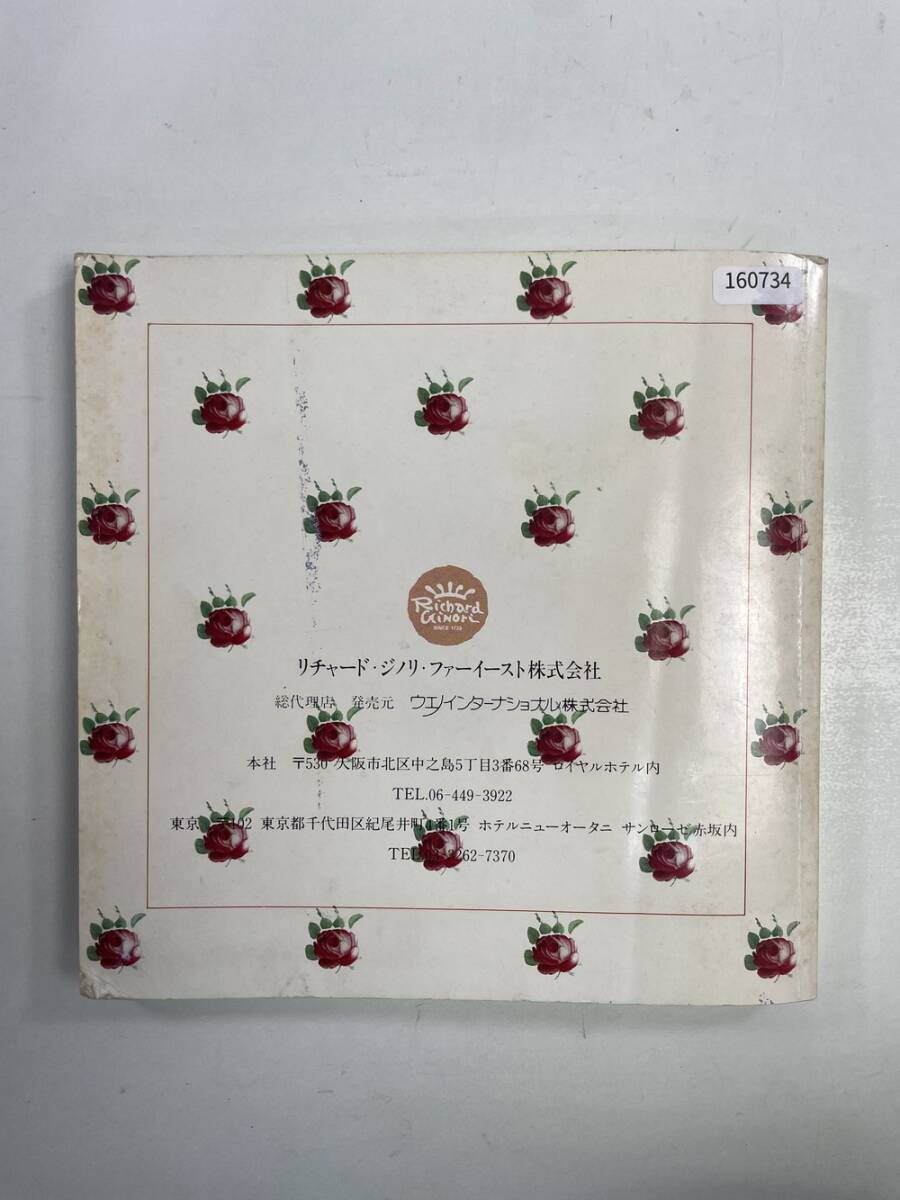 160734
Richard
Ginori
SINCE 1735
リチャード・ジノリ・ファーイースト株式会社
総代理店 発売元 ウエノインターナショナル株式会社
本社 〒530 大阪市北区中之島5丁目3番68号 ロイヤルホテル内
TEL.06-449-3922
東京 〒102 東京都千代田区紀尾井町4番1号 ホテルニューオータニ サンローゼ赤坂内
TEL 3262-7370